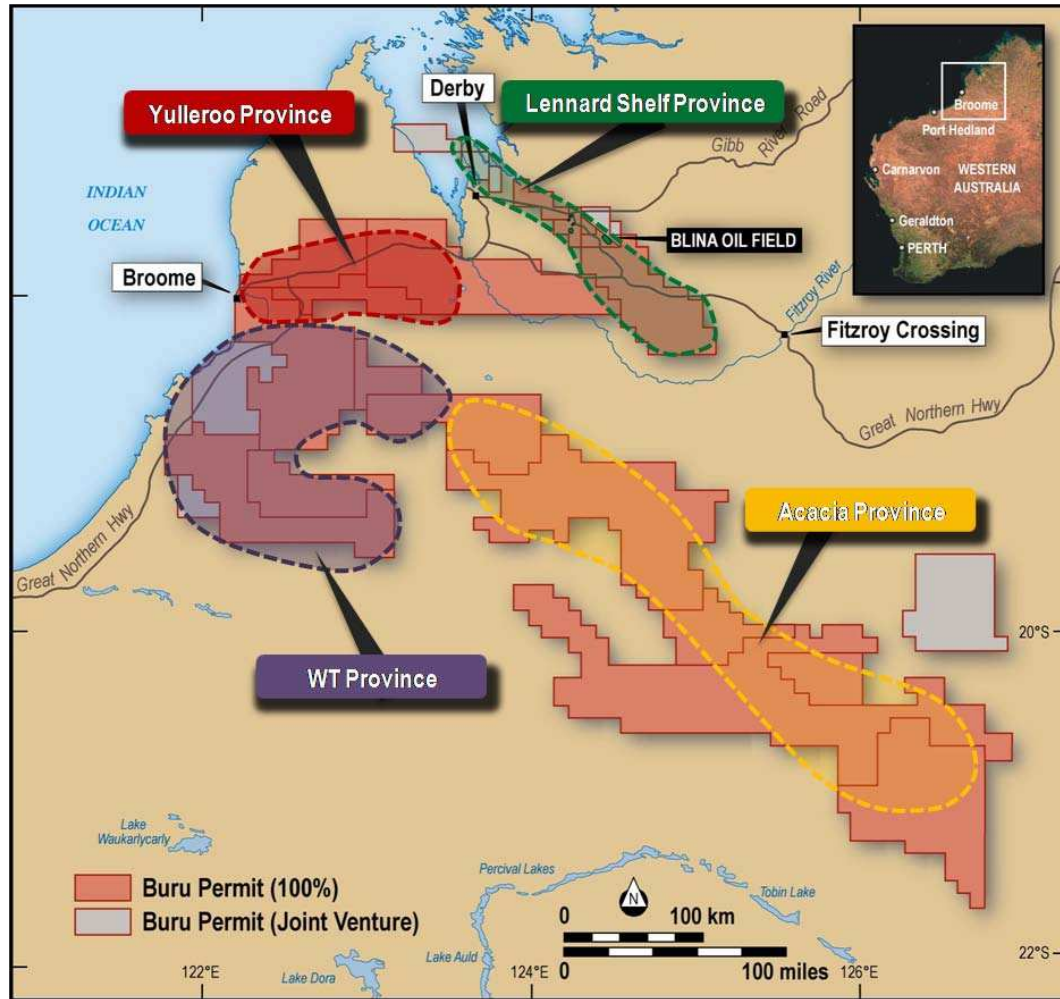 Yulleroo Province
Derby
Lennard Shelf Province
Gibb River Road
Broome
Port Hedland
Carnarvon
WESTERN
AUSTRALIA
Geraldton
PERTH
INDIAN
OCEAN
BLINA OIL FIELD
Broome
Fitzroy River
Fitzroy Crossing
Great Northern Hwy
Acacia Province
Great Northern Hwy
20°S
WT Province
Lake
Waukarlycarly
Percival Lakes
Tobin Lake
Buru Permit (100%)
Buru Permit (Joint Venture)
N
0 100 km
0 100 miles
Lake Auld
Lake Dora
22°S
122°E
124°E
126°E